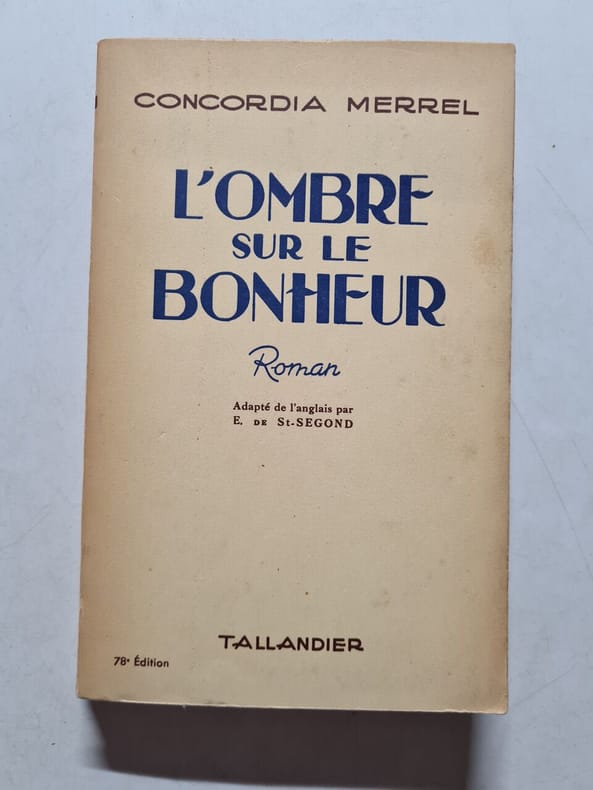 CONCORDIA MERREL
L'OMBRE
SUR LE
BONHEUR
Roman
Adapté de l'anglais par
E. DE St-SEGOND
TALLANDIER
78e Édition